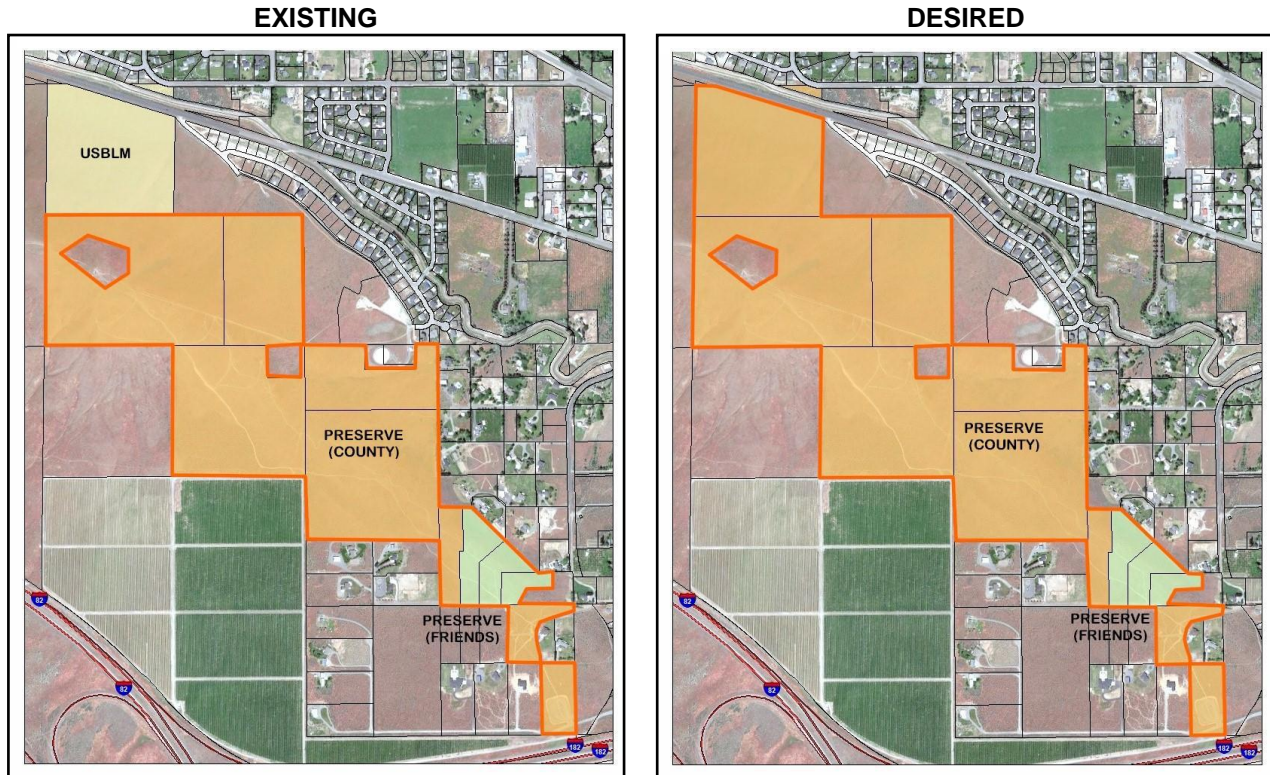 EXISTING
DESIRED
USBLM
PRESERVE
(COUNTY)
PRESERVE
(FRIENDS)
82
82
182
182
PRESERVE
(COUNTY)
PRESERVE
(FRIENDS)
82
82
182
182